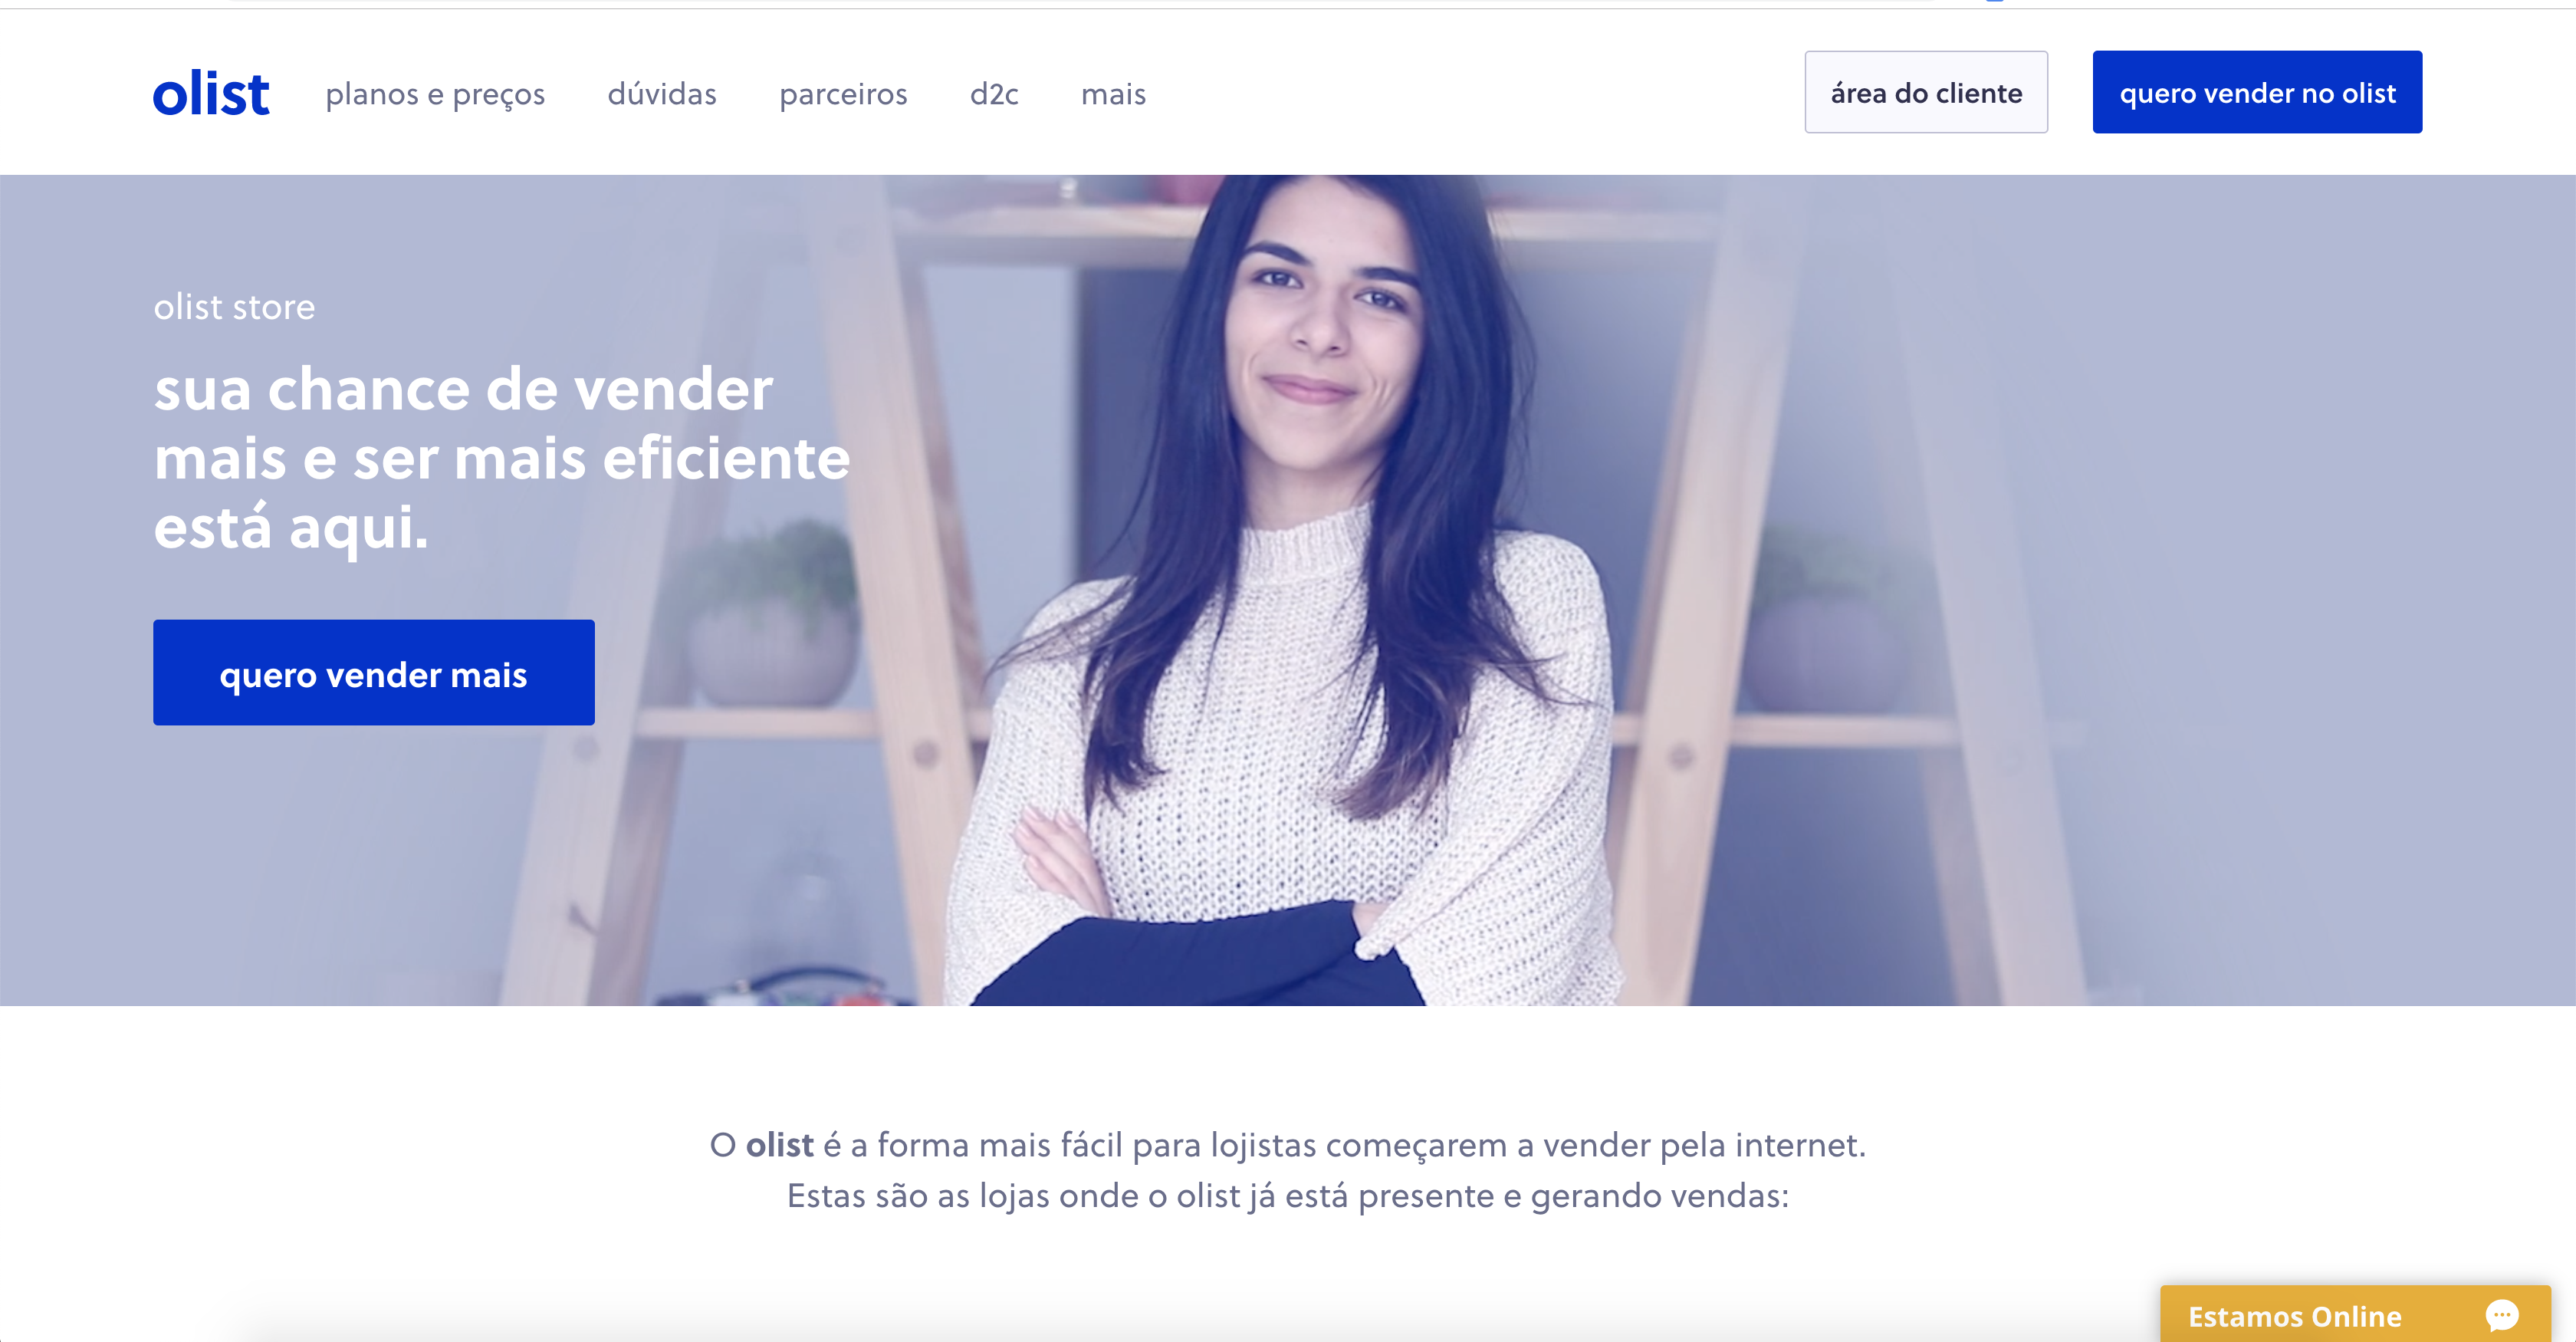 olist
planos e preços
dúvidas
parceiros
d2c
mais
área do cliente
quero vender no olist
olist store
sua chance de vender
mais e ser mais eficiente
está aqui.
quero vender mais
O olist é a forma mais fácil para lojistas começarem a vender pela internet.
Estas são as lojas onde o olist já está presente e gerando vendas:
Estamos Online